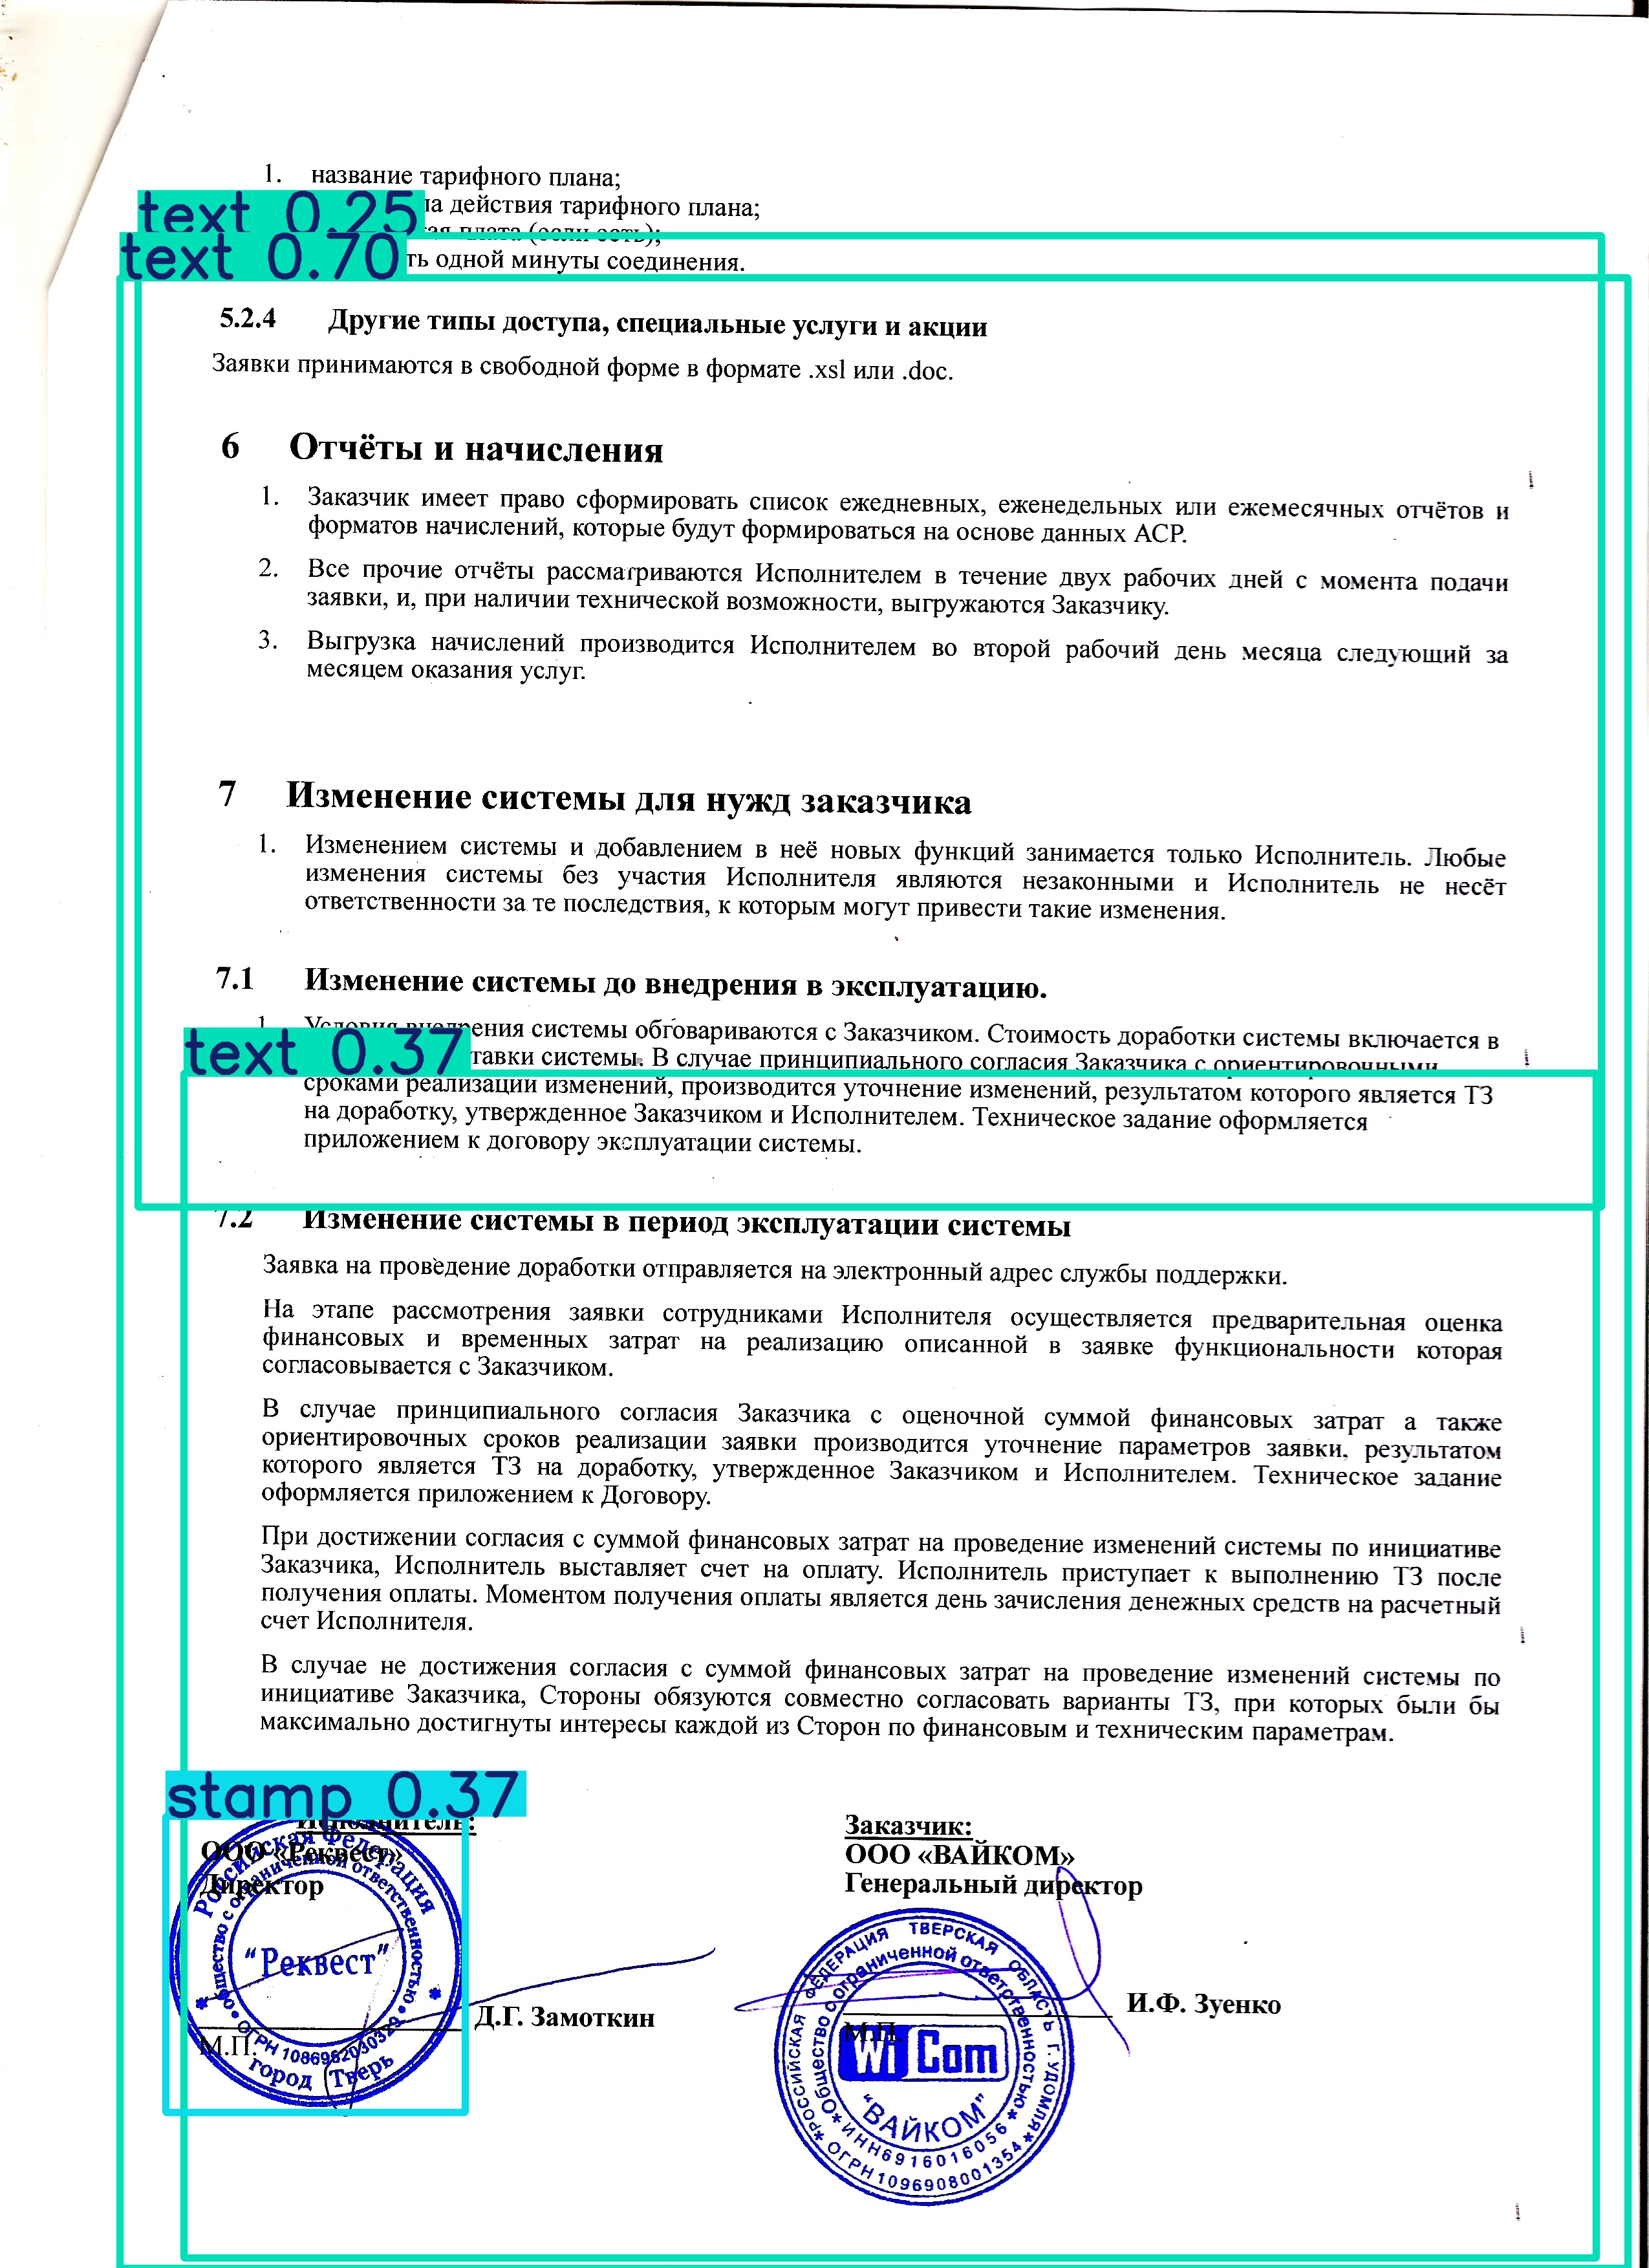 1. название тарифного плана;
text 0.25
действия тарифного плана;
плата (если есть);
text 0.70
одной минуты соединения.
5.2.4 Другие типы доступа, специальные услуги и акции
Заявки принимаются в свободной форме в формате .xsl или .doc.
6 Отчёты и начисления
1. Заказчик имеет право сформировать список ежедневных, еженедельных или ежемесячных отчётов и
форматов начислений, которые будут формироваться на основе данных АСР.
2. Все прочие отчёты рассматриваются Исполнителем в течение двух рабочих дней с момента подачи
заявки, и, при наличии технической возможности, выгружаются Заказчику.
3. Выгрузка начислений производится Исполнителем во второй рабочий день месяца следующий за
месяцем оказания услуг.
7 Изменение системы для нужд заказчика
1. Изменением системы и добавлением в неё новых функций занимается только Исполнитель. Любые
изменения системы без участия Исполнителя являются незаконными и Исполнитель не несёт
ответственности за те последствия, к которым могут привести такие изменения.
7.1 Изменение системы до внедрения в эксплуатацию.
1. Условия внедрения системы обговариваются с Заказчиком. Стоимость доработки системы включается в
text 0.37
системы. В случае принципиального согласия Заказчика с ориентировочными
сроками реализации изменений, производится уточнение изменений, результатом которого является ТЗ
на доработку, утвержденное Заказчиком и Исполнителем. Техническое задание оформляется
приложением к договору эксплуатации системы.
7.2 Изменение системы в период эксплуатации системы
Заявка на проведение доработки отправляется на электронный адрес службы поддержки.
На этапе рассмотрения заявки сотрудниками Исполнителя осуществляется предварительная оценка
финансовых и временных затрат на реализацию описанной в заявке функциональности которая
согласовывается с Заказчиком.
В случае принципиального согласия Заказчика с оценочной суммой финансовых затрат а также
ориентировочных сроков реализации заявки производится уточнение параметров заявки, результатом
которого является ТЗ на доработку, утвержденное Заказчиком и Исполнителем. Техническое задание
оформляется приложением к Договору.
При достижении согласия с суммой финансовых затрат на проведение изменений системы по инициативе
Заказчика, Исполнитель выставляет счет на оплату. Исполнитель приступает к выполнению ТЗ после
получения оплаты. Моментом получения оплаты является день зачисления денежных средств на расчетный
счет Исполнителя.
В случае не достижения согласия с суммой финансовых затрат на проведение изменений системы по
инициативе Заказчика, Стороны обязуются совместно согласовать варианты ТЗ, при которых были бы
максимально достигнуты интересы каждой из Сторон по финансовым и техническим параметрам.
stamp 0.37
Исполнитель:
ООО «Реквест»
Директор
Российская Федерация
общество с ограниченной ответственностью
"Реквест"
ОГРН 1086952030329
город Тверь
Д.Г. Замоткин
М.П.
Заказчик:
ООО «ВАЙКОМ»
Генеральный директор
РОССИЙСКАЯ ФЕДЕРАЦИЯ ТВЕРСКАЯ ОБЛАСТЬ Г. УДОМЛЯ
Общество с ограниченной ответственностью
И.Ф. Зуенко
М.П.
Wi Com
"ВАЙКОМ"
ИНН6916016056
ОГРН1096908001354